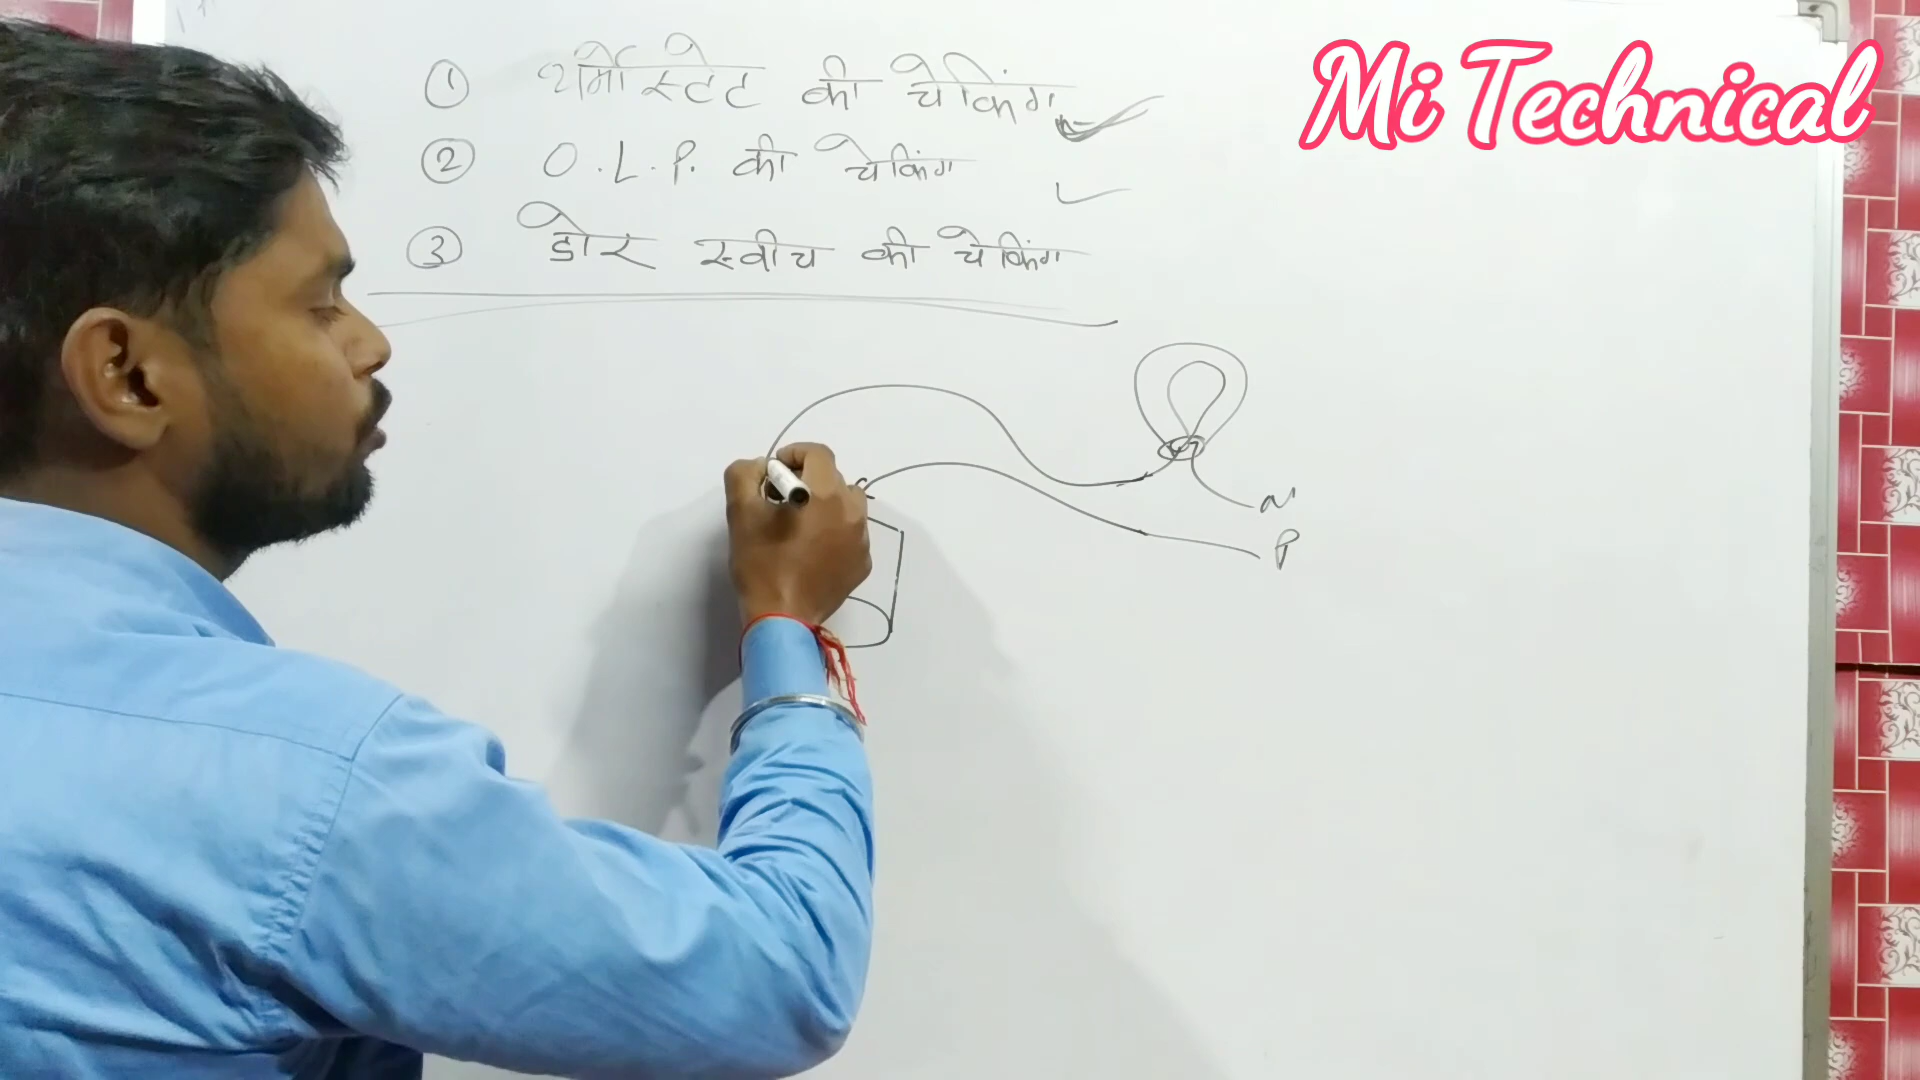 Mi Technical
① थर्मो स्टेट की चेकिंग
② O.L.P. की चेकिंग
③ डोर स्वीच की चेकिंग
N
P